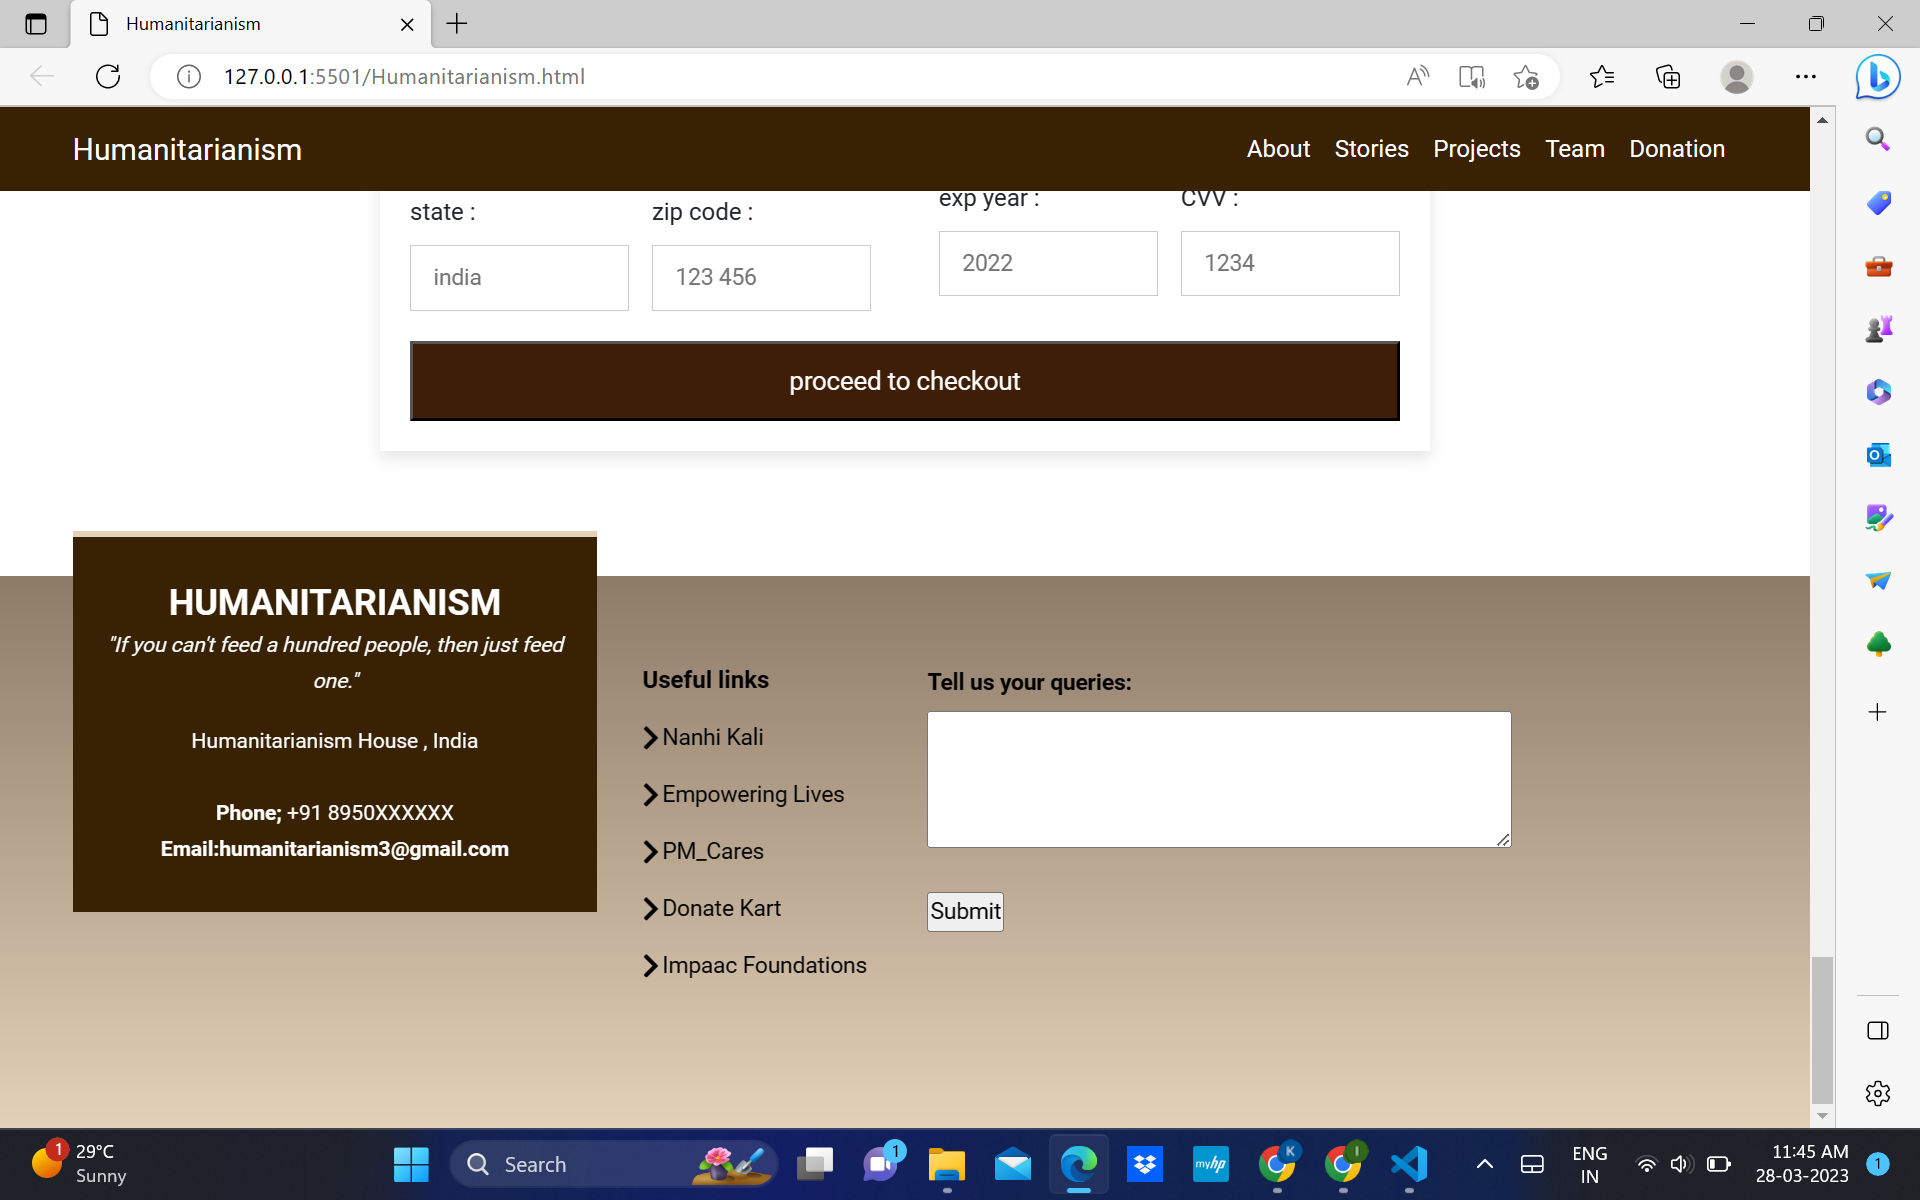 Humanitarianism
127.0.0.1:5501/Humanitarianism.html
Humanitarianism
About Stories Projects Team Donation
state : zip code : exp year : CVV :
india 123 456 2022 1234
proceed to checkout
HUMANITARIANISM
"If you can't feed a hundred people, then just feed
one."
Humanitarianism House , India
Phone; +91 8950XXXXXX
Email:humanitarianism3@gmail.com
Useful links
Nanhi Kali
Empowering Lives
PM_Cares
Donate Kart
Impaac Foundations
Tell us your queries:
Submit
1
29°C
Sunny
Search
1
myhp
K
I
ENG
IN
11:45 AM
28-03-2023
1